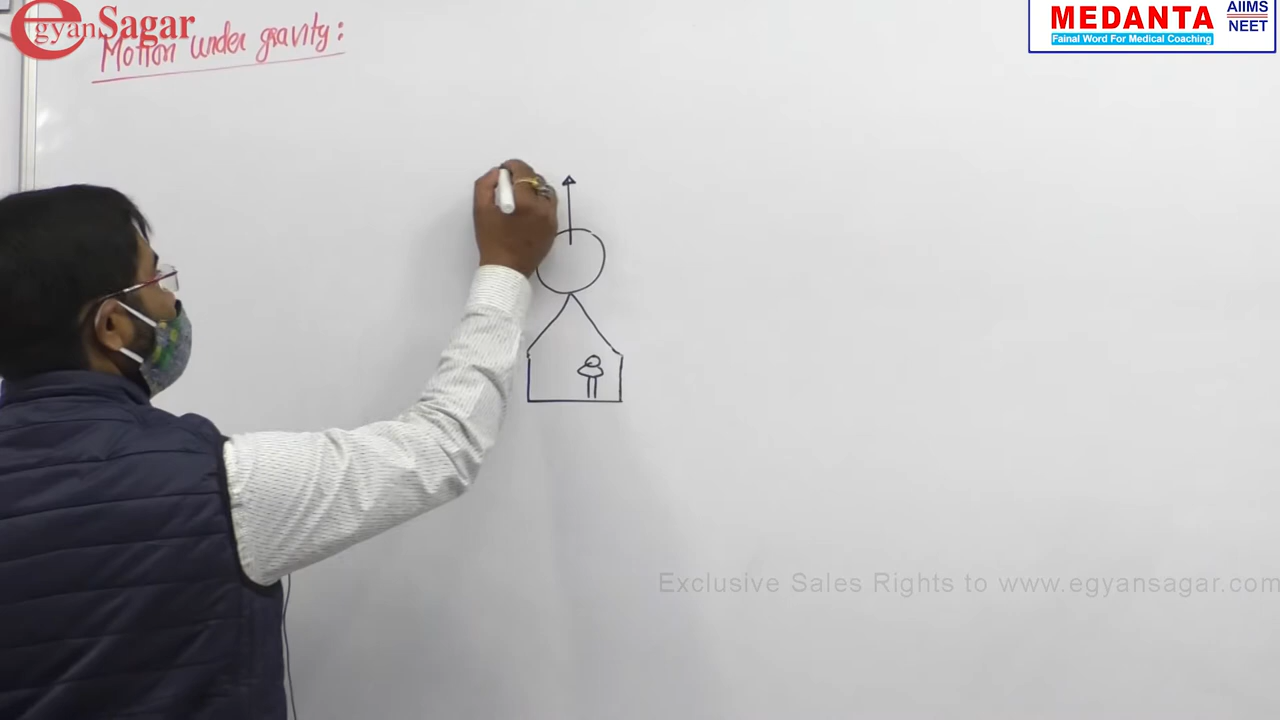 egyanSagar
Motion under gravity:
MEDANTA
Fainal Word For Medical Coaching
AIIMS
NEET
Exclusive Sales Rights to www.egyansagar.com